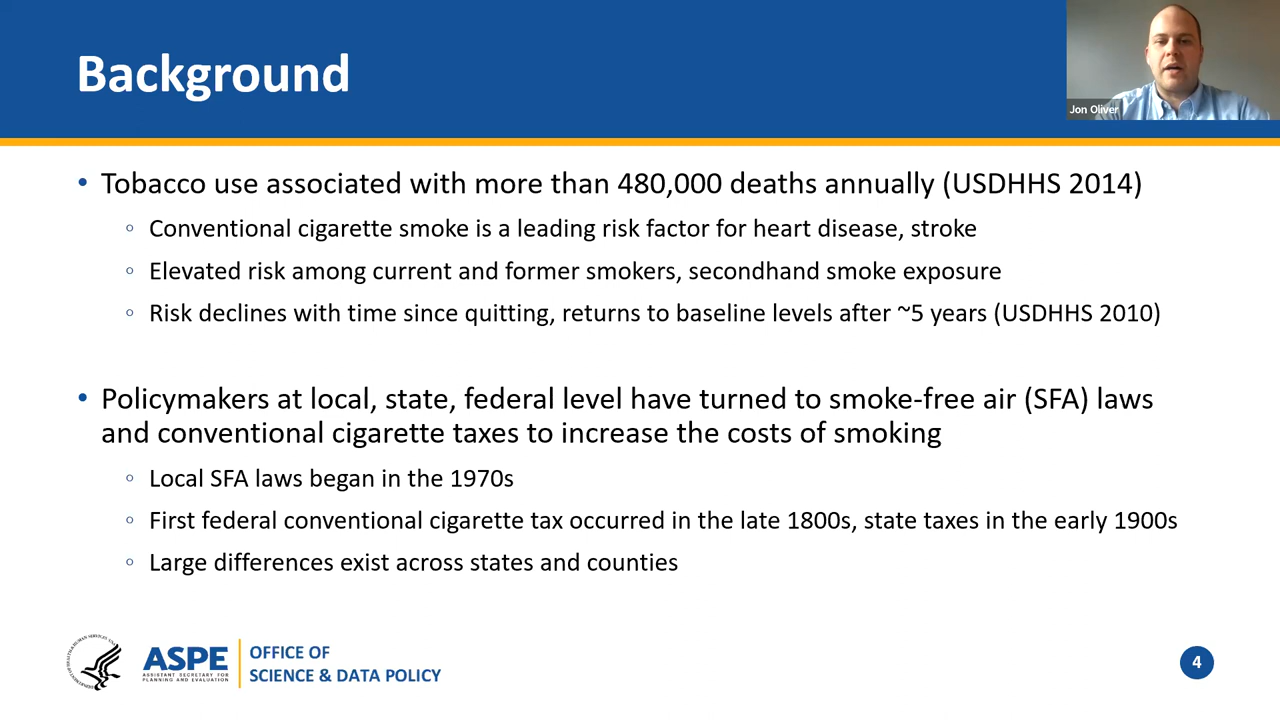 Background
Jon Oliver
• Tobacco use associated with more than 480,000 deaths annually (USDHHS 2014)
◦ Conventional cigarette smoke is a leading risk factor for heart disease, stroke
◦ Elevated risk among current and former smokers, secondhand smoke exposure
◦ Risk declines with time since quitting, returns to baseline levels after ~5 years (USDHHS 2010)
• Policymakers at local, state, federal level have turned to smoke-free air (SFA) laws
and conventional cigarette taxes to increase the costs of smoking
◦ Local SFA laws began in the 1970s
◦ First federal conventional cigarette tax occurred in the late 1800s, state taxes in the early 1900s
◦ Large differences exist across states and counties
ASPE
ASSISTANT SECRETARY FOR
PLANNING AND EVALUATION
OFFICE OF
SCIENCE & DATA POLICY
4